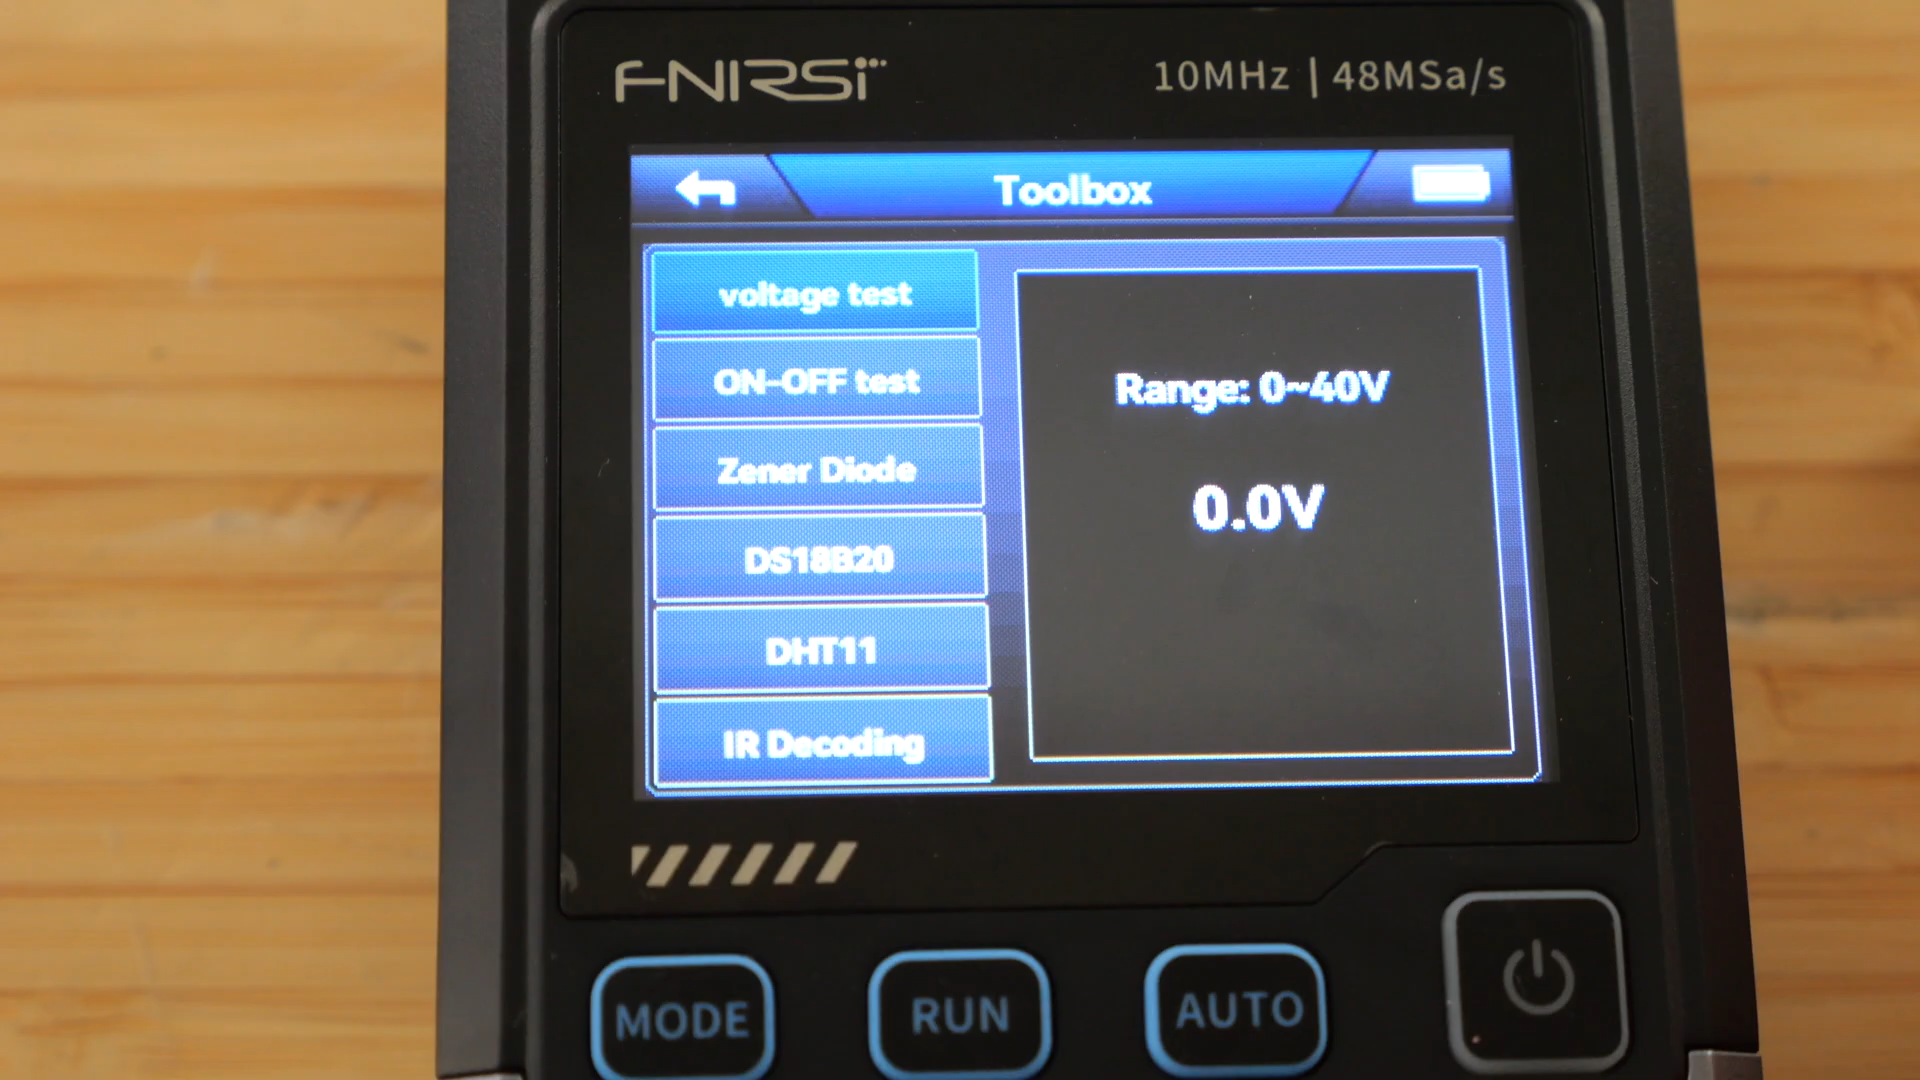 FNIRSi
10MHz | 48MSa/s
Toolbox
voltage test
ON-OFF test
Zener Diode
DS18B20
DHT11
IR Decoding
Range: 0~40V
0.0V
MODE
RUN
AUTO